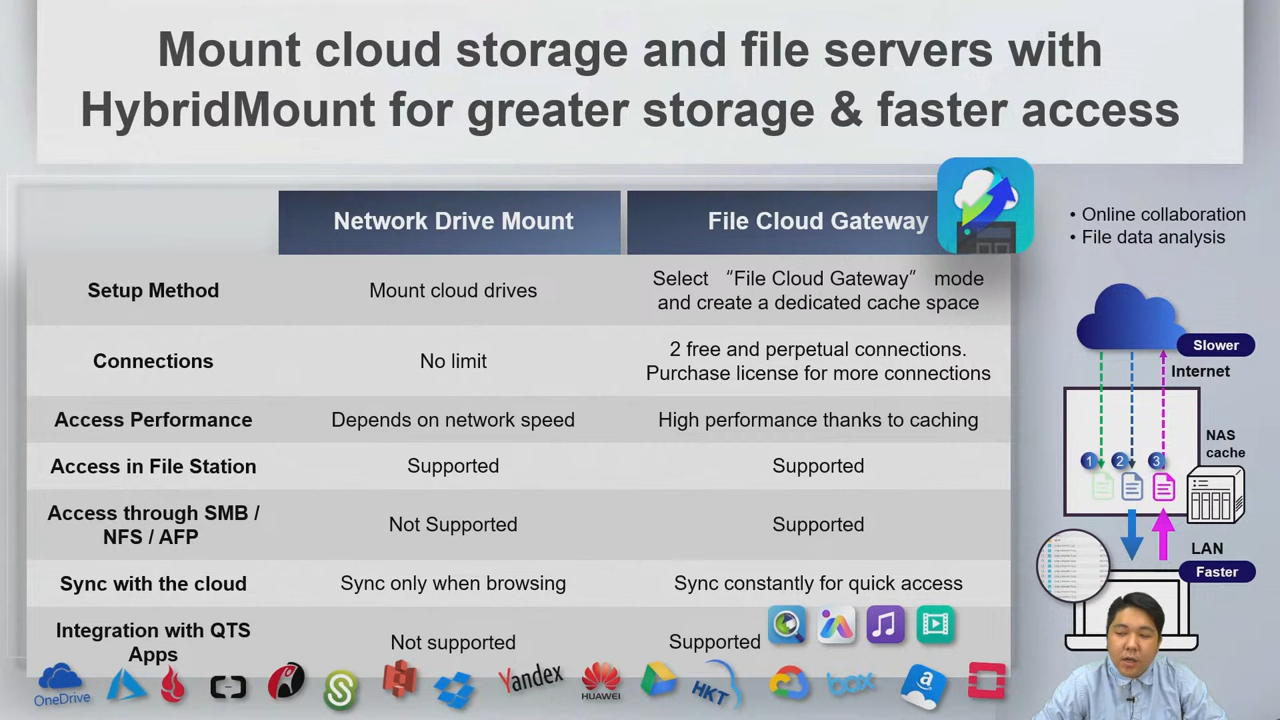 Mount cloud storage and file servers with
HybridMount for greater storage & faster access
Network Drive Mount
File Cloud Gateway
Setup Method
Mount cloud drives
Select “File Cloud Gateway” mode
and create a dedicated cache space
Connections
No limit
2 free and perpetual connections.
Purchase license for more connections
Access Performance
Depends on network speed
High performance thanks to caching
Access in File Station
Supported
Supported
Access through SMB /
NFS / AFP
Not Supported
Supported
Sync with the cloud
Sync only when browsing
Sync constantly for quick access
Integration with QTS
Apps
Not supported
Supported
• Online collaboration
• File data analysis
Slower
Internet
NAS
cache
1
2
3
LAN
Faster
OneDrive
Yandex
HUAWEI
HKT
box
a